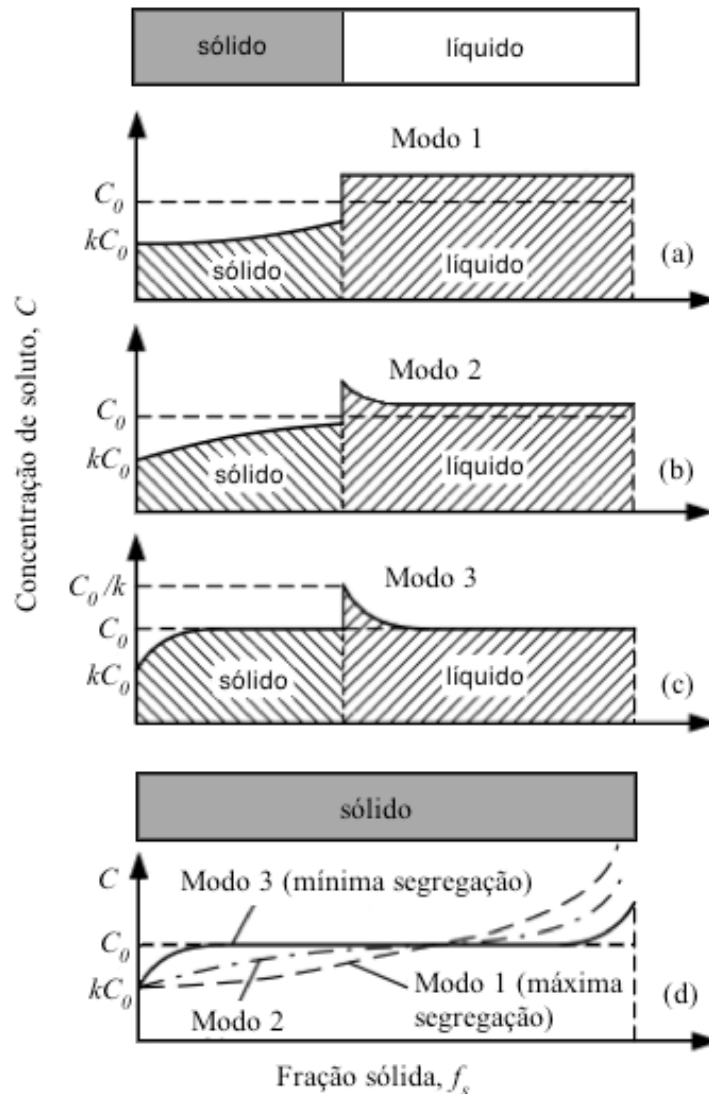 sólido líquido
Modo 1
C₀
kC₀
sólido líquido (a)
Modo 2
C₀
kC₀
sólido líquido (b)
C₀/k
Modo 3
C₀
kC₀
sólido líquido (c)
Concentração de soluto, C
sólido
C
Modo 3 (mínima segregação)
C₀
kC₀
Modo 2
Modo 1 (máxima
segregação)
(d)
Fração sólida, fₛ